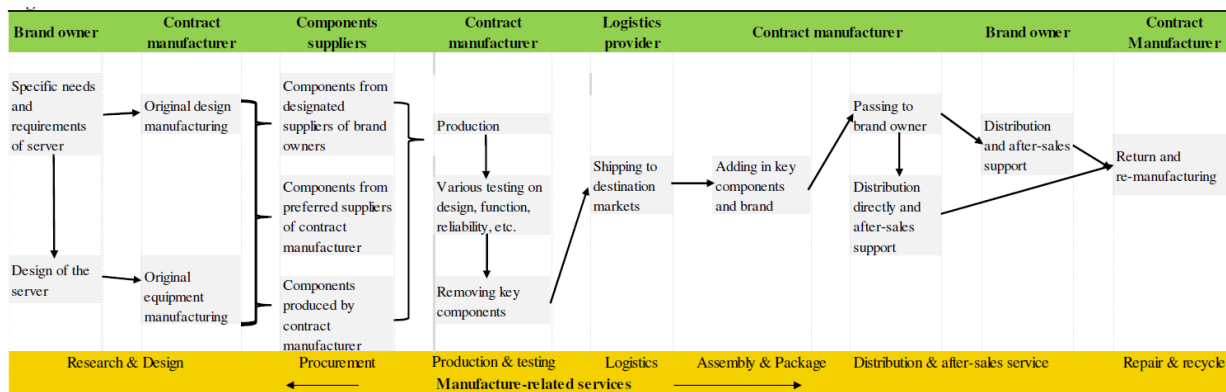 Brand owner
Contract
manufacturer
Components
suppliers
Contract
manufacturer
Logistics
provider
Contract manufacturer
Brand owner
Contract
Manufacturer
Specific needs
and
requirements
of server
Design of the
server
Original design
manufacturing
Original
equipment
manufacturing
Components from
designated
suppliers of brand
owners
Components from
preferred suppliers
of contract
manufacturer
Components
produced by
contract
manufacturer
Production
Various testing on
design, function,
reliability, etc.
Removing key
components
Shipping to
destination
markets
Adding in key
components
and brand
Passing to
brand owner
Distribution
directly and
after-sales
support
Distribution
and after-sales
support
Return and
re-manufacturing
Research & Design
Procurement
Production & testing
Logistics
Assembly & Package
Distribution & after-sales service
Repair & recycle
Manufacture-related services